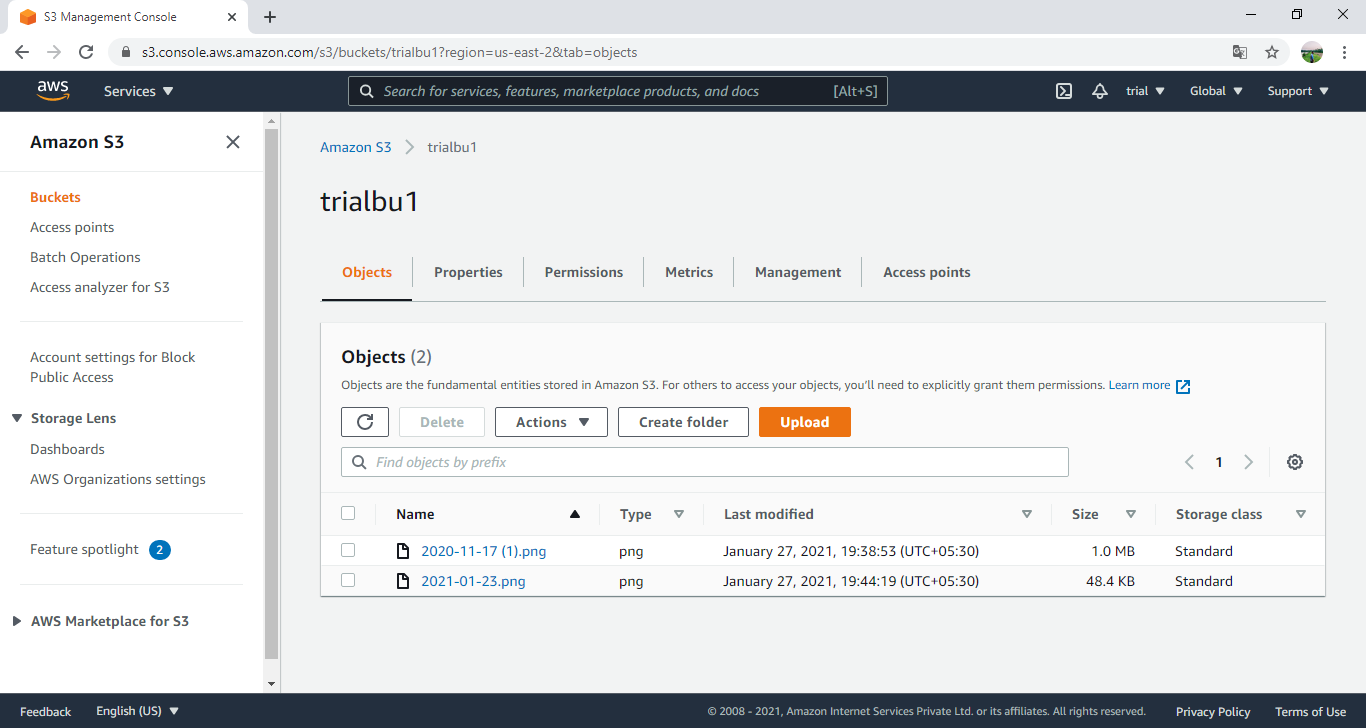 S3 Management Console
s3.console.aws.amazon.com/s3/buckets/trialbu1?region=us-east-2&tab=objects
aws Services Search for services, features, marketplace products, and docs [Alt+S] trial Global Support
Amazon S3
Buckets
Access points
Batch Operations
Access analyzer for S3
Account settings for Block
Public Access
Storage Lens
Dashboards
AWS Organizations settings
Feature spotlight 2
AWS Marketplace for S3
Amazon S3 trialbu1
trialbu1
Objects Properties Permissions Metrics Management Access points
Objects (2)
Objects are the fundamental entities stored in Amazon S3. For others to access your objects, you'll need to explicitly grant them permissions. Learn more
Delete Actions Create folder Upload
Find objects by prefix 1
Name Type Last modified Size Storage class
2020-11-17 (1).png png January 27, 2021, 19:38:53 (UTC+05:30) 1.0 MB Standard
2021-01-23.png png January 27, 2021, 19:44:19 (UTC+05:30) 48.4 KB Standard
Feedback English (US) © 2008 - 2021, Amazon Internet Services Private Ltd. or its affiliates. All rights reserved. Privacy Policy Terms of Use